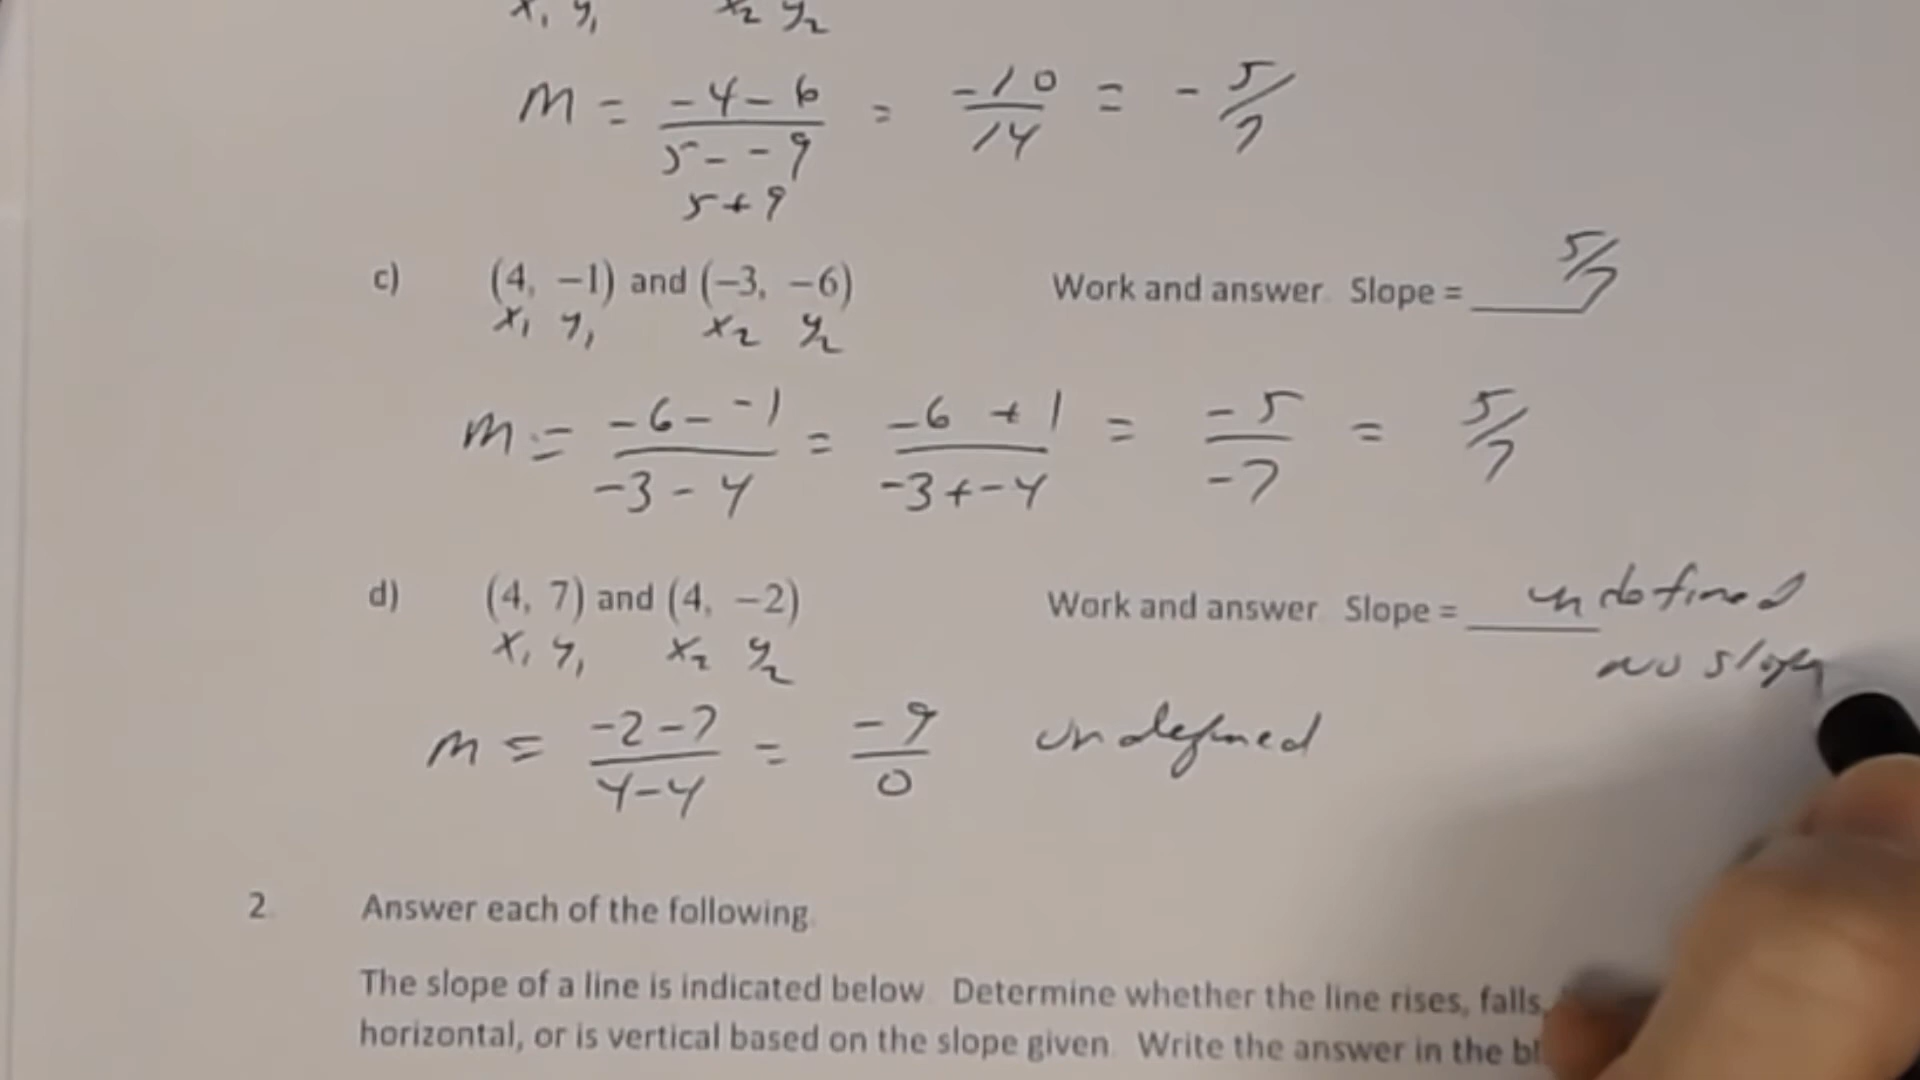 x₁ y₁ x₂ y₂
m = -4-6 / 5--9 = -10/14 = -5/7
5+9
c) (4, -1) and (-3, -6) Work and answer Slope = 5/7
x₁ y₁ x₂ y₂
m = -6--1 / -3-4 = -6+1 / -3+-4 = -5/-7 = 5/7
d) (4, 7) and (4, -2) Work and answer Slope = undefined
x₁ y₁ x₂ y₂ no slope
m = -2-7 / 4-4 = -9/0 undefined
2 Answer each of the following
The slope of a line is indicated below Determine whether the line rises, falls,
horizontal, or is vertical based on the slope given Write the answer in the bl